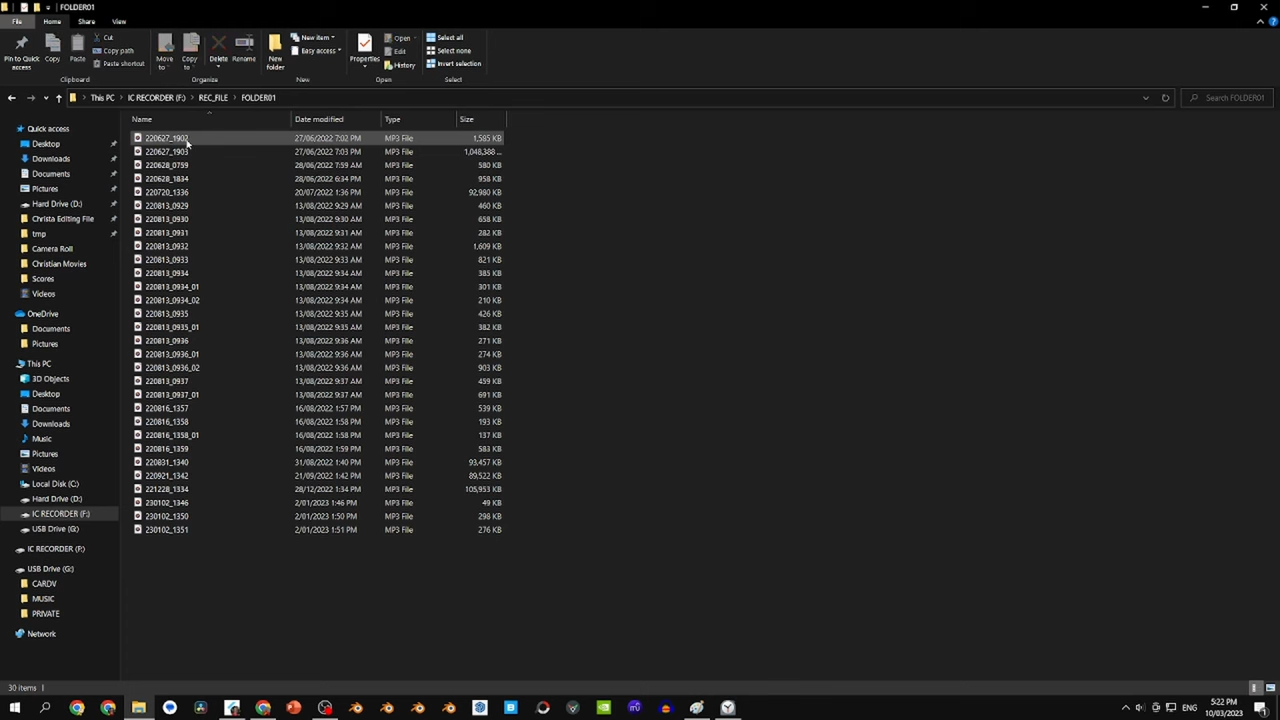 FOLDER01
File Home Share View
Pin to Quick access
Copy
Paste
Cut
Copy path
Paste shortcut
Clipboard
Move to
Copy to
Delete
Rename
Organize
New folder
New item
Easy access
New
Properties
Open
Edit
History
Open
Select all
Select none
Invert selection
Select
This PC > IC RECORDER (F:) > REC_FILE > FOLDER01
Search FOLDER01
Name Date modified Type Size
220627_1902 27/06/2022 7:02 PM MP3 File 1,585 KB
220627_1903 27/06/2022 7:03 PM MP3 File 1,048,388 ...
220628_0759 28/06/2022 7:59 AM MP3 File 580 KB
220628_1834 28/06/2022 6:34 PM MP3 File 958 KB
220720_1336 20/07/2022 1:36 PM MP3 File 92,980 KB
220813_0929 13/08/2022 9:29 AM MP3 File 460 KB
220813_0930 13/08/2022 9:30 AM MP3 File 658 KB
220813_0931 13/08/2022 9:31 AM MP3 File 282 KB
220813_0932 13/08/2022 9:32 AM MP3 File 1,609 KB
220813_0933 13/08/2022 9:33 AM MP3 File 821 KB
220813_0934 13/08/2022 9:34 AM MP3 File 385 KB
220813_0934_01 13/08/2022 9:34 AM MP3 File 301 KB
220813_0934_02 13/08/2022 9:34 AM MP3 File 210 KB
220813_0935 13/08/2022 9:35 AM MP3 File 426 KB
220813_0935_01 13/08/2022 9:35 AM MP3 File 382 KB
220813_0936 13/08/2022 9:36 AM MP3 File 271 KB
220813_0936_01 13/08/2022 9:36 AM MP3 File 274 KB
220813_0936_02 13/08/2022 9:36 AM MP3 File 903 KB
220813_0937 13/08/2022 9:37 AM MP3 File 459 KB
220813_0937_01 13/08/2022 9:37 AM MP3 File 691 KB
220816_1357 16/08/2022 1:57 PM MP3 File 539 KB
220816_1358 16/08/2022 1:58 PM MP3 File 193 KB
220816_1358_01 16/08/2022 1:58 PM MP3 File 137 KB
220816_1359 16/08/2022 1:59 PM MP3 File 583 KB
220831_1340 31/08/2022 1:40 PM MP3 File 93,457 KB
220921_1342 21/09/2022 1:42 PM MP3 File 89,522 KB
221228_1334 28/12/2022 1:34 PM MP3 File 105,953 KB
230102_1346 2/01/2023 1:46 PM MP3 File 49 KB
230102_1350 2/01/2023 1:50 PM MP3 File 298 KB
230102_1351 2/01/2023 1:51 PM MP3 File 276 KB
Quick access
Desktop
Downloads
Documents
Pictures
Hard Drive (D:)
Christa Editing File
tmp
Camera Roll
Christian Movies
Scores
Videos
OneDrive
Documents
Pictures
This PC
3D Objects
Desktop
Documents
Downloads
Music
Pictures
Videos
Local Disk (C:)
Hard Drive (D:)
IC RECORDER (F:)
USB Drive (G:)
IC RECORDER (F:)
USB Drive (G:)
CARDV
MUSIC
PRIVATE
Network
30 items
ENG
5:22 PM
10/03/2023